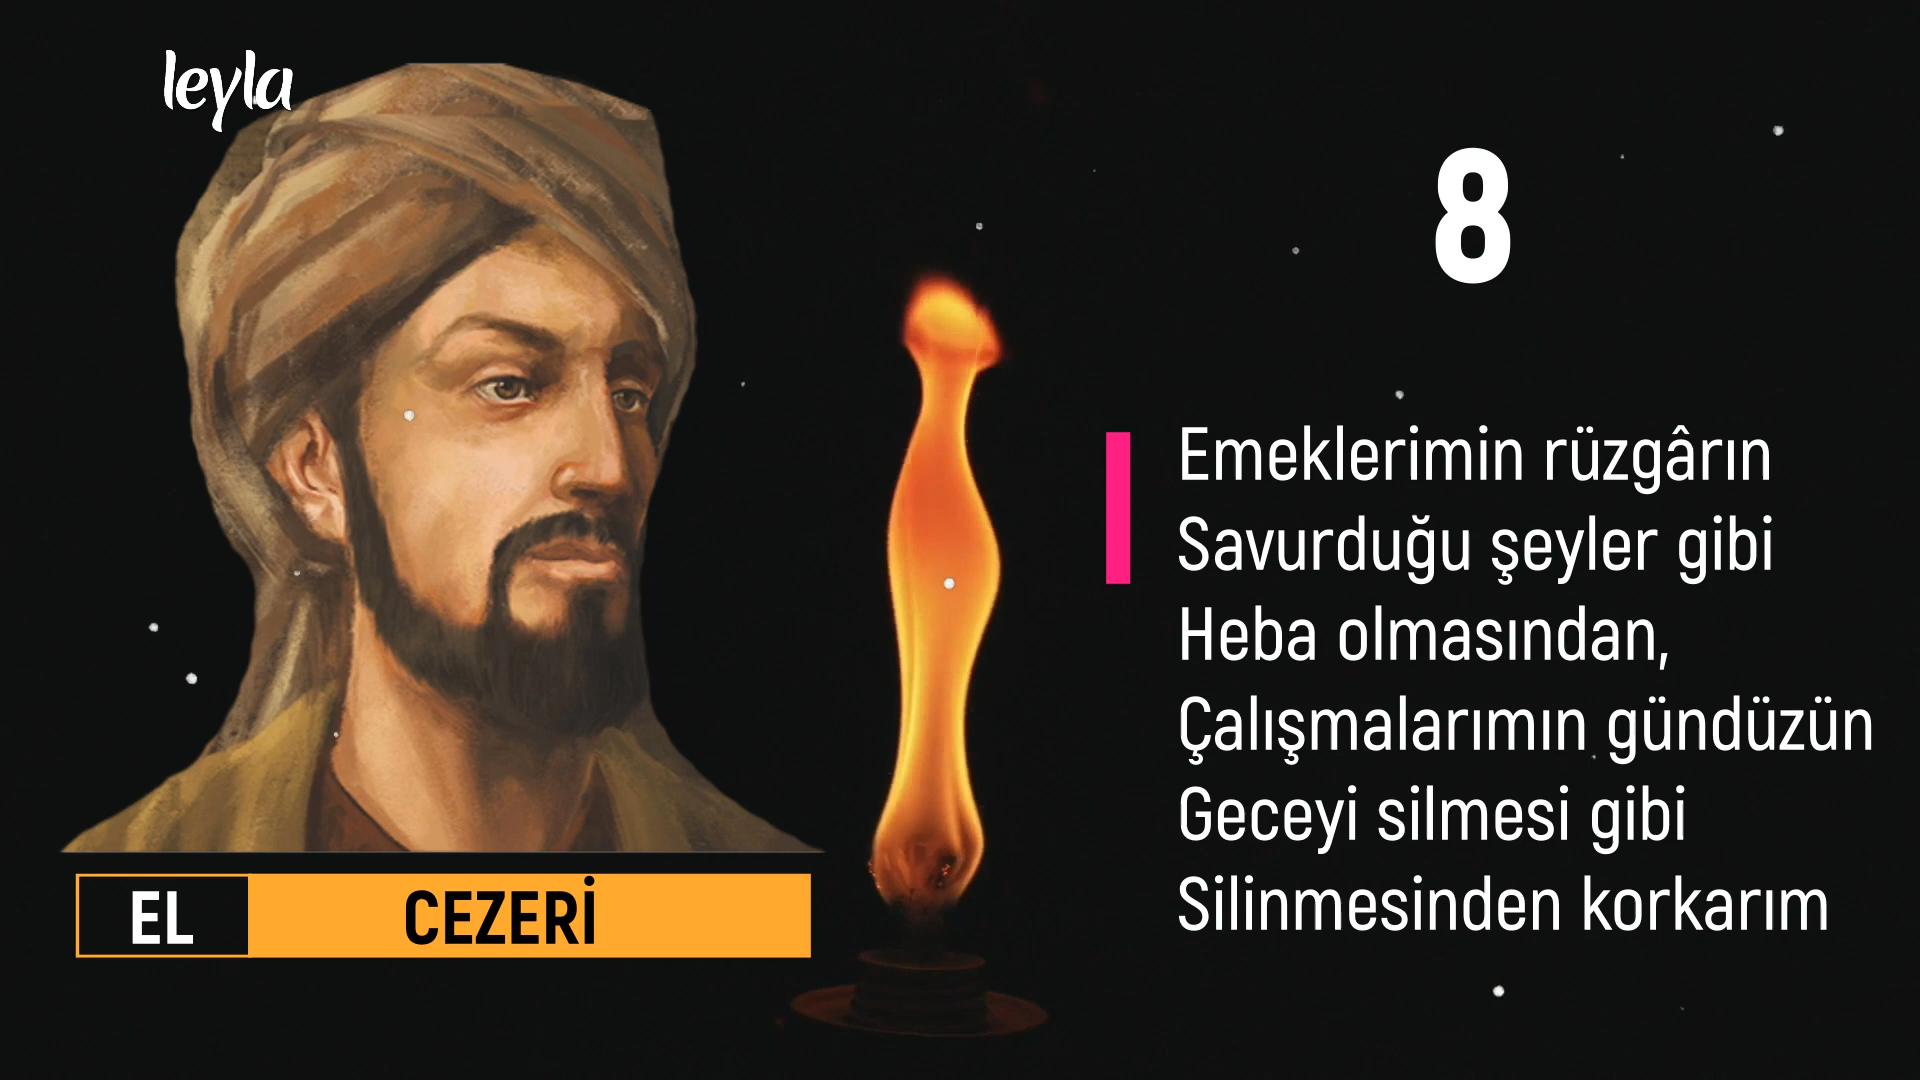 leyla
8
Emeklerimin rüzgârın
Savurduğu şeyler gibi
Heba olmasından,
Çalışmalarımın gündüzün
Geceyi silmesi gibi
Silinmesinden korkarım
EL CEZERİ